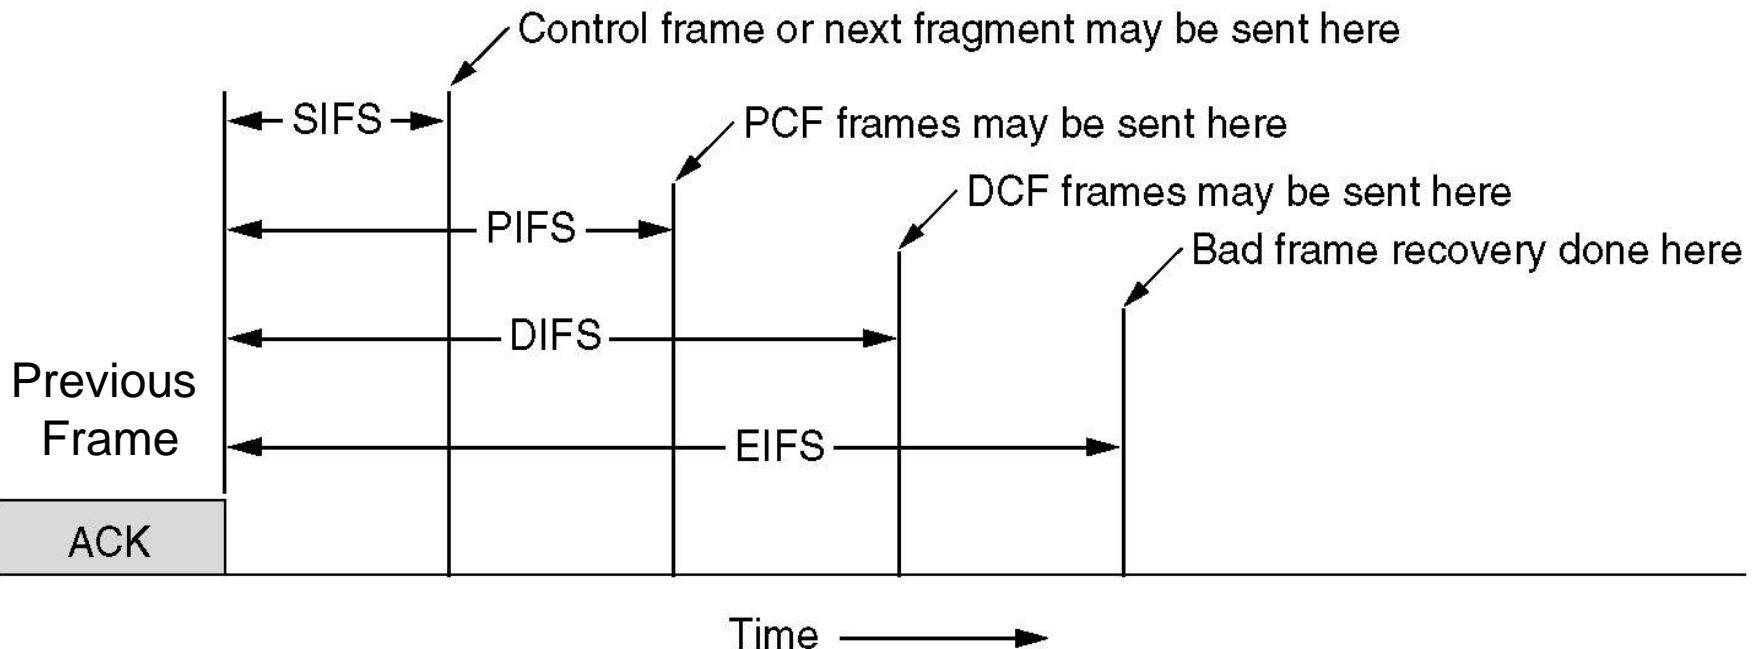 Control frame or next fragment may be sent here
SIFS
PCF frames may be sent here
DCF frames may be sent here
PIFS
Bad frame recovery done here
DIFS
Previous
Frame
EIFS
ACK
Time